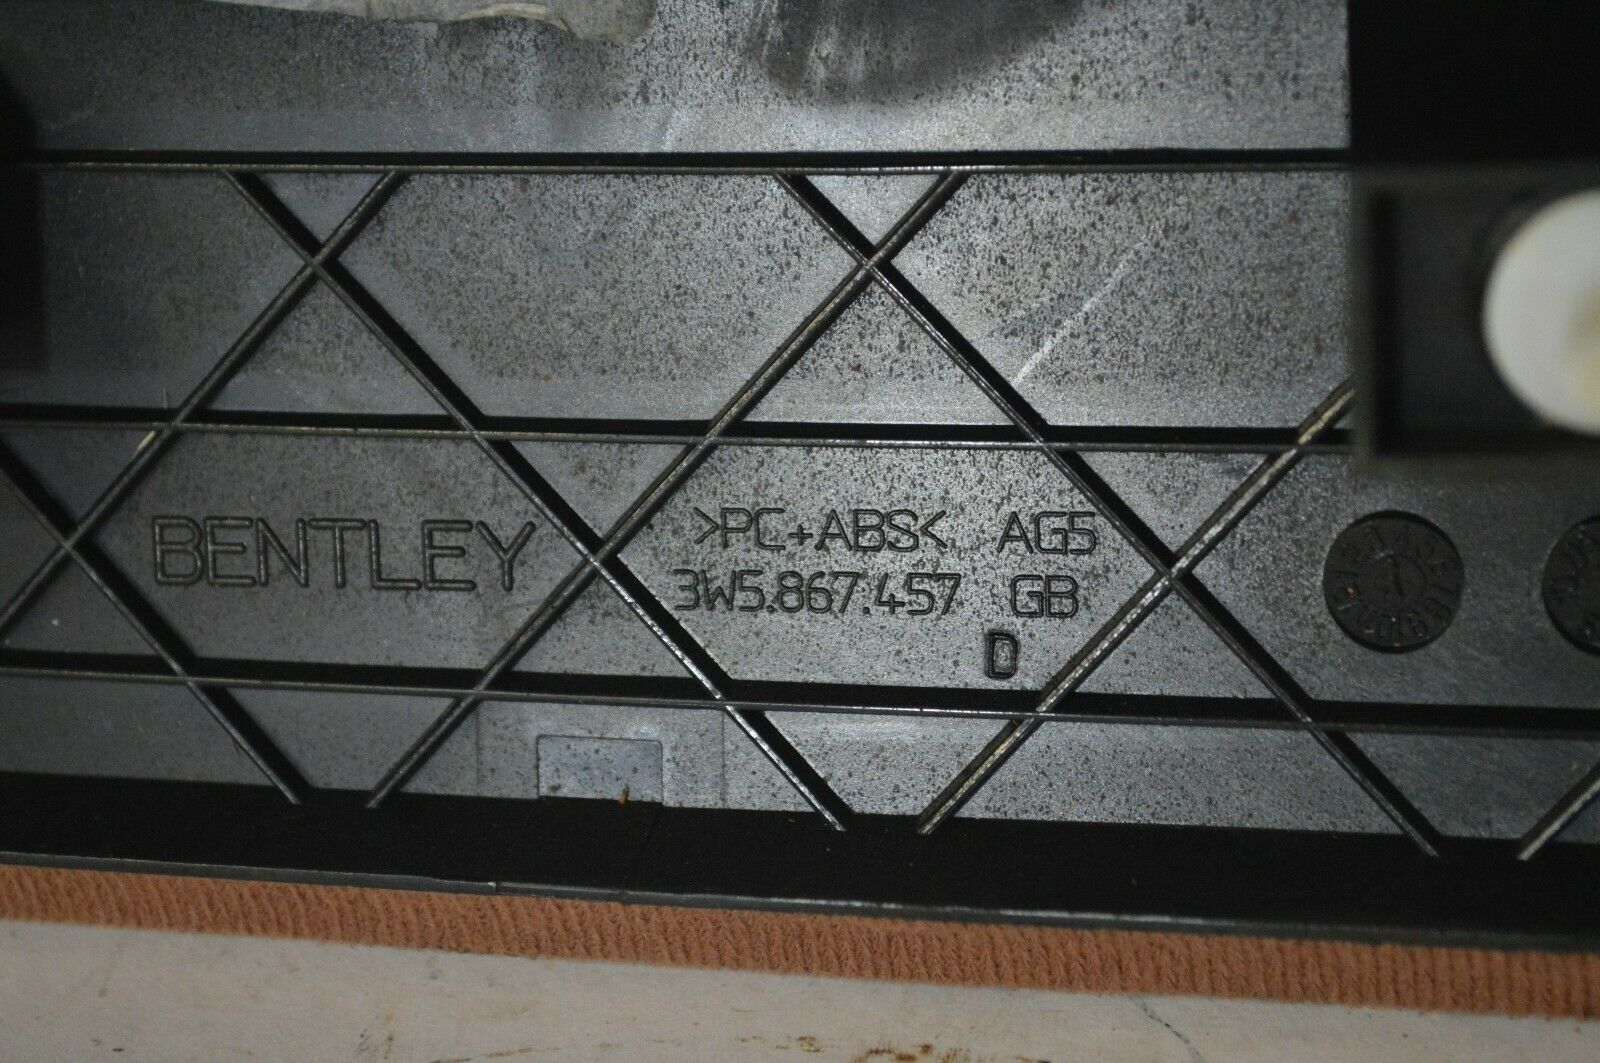 BENTLEY
>PC+ABS< AG5
3W5.867.457 GB
D